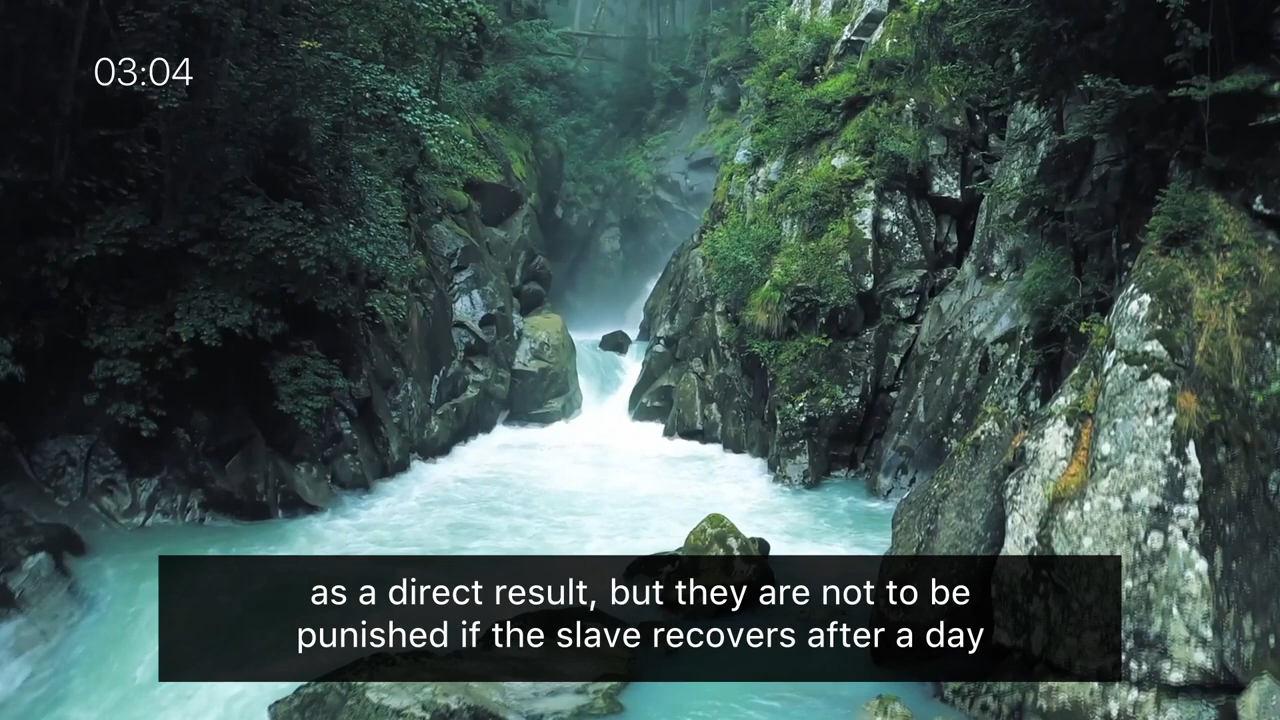 03:04
as a direct result, but they are not to be
punished if the slave recovers after a day